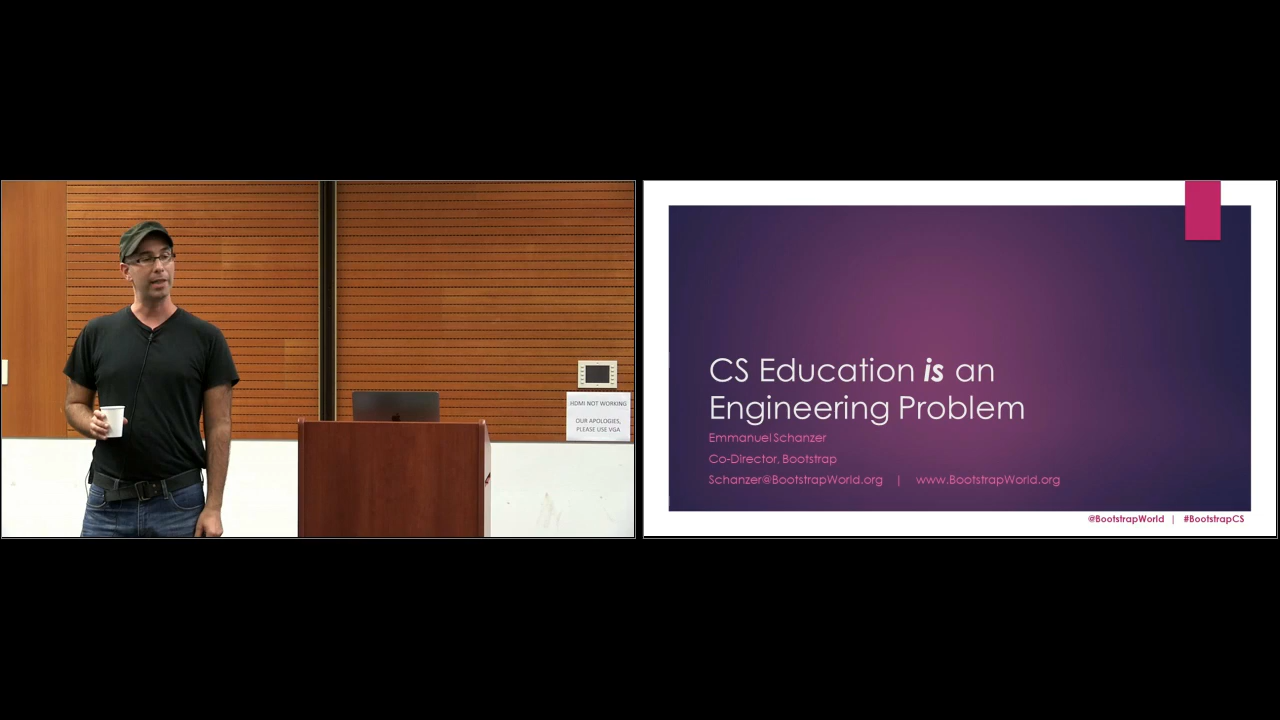 HDMI NOT WORKING
OUR APOLOGIES,
PLEASE USE VGA
CS Education is an
Engineering Problem
Emmanuel Schanzer
Co-Director, Bootstrap
Schanzer@BootstrapWorld.org | www.BootstrapWorld.org
@BootstrapWorld | #BootstrapCS